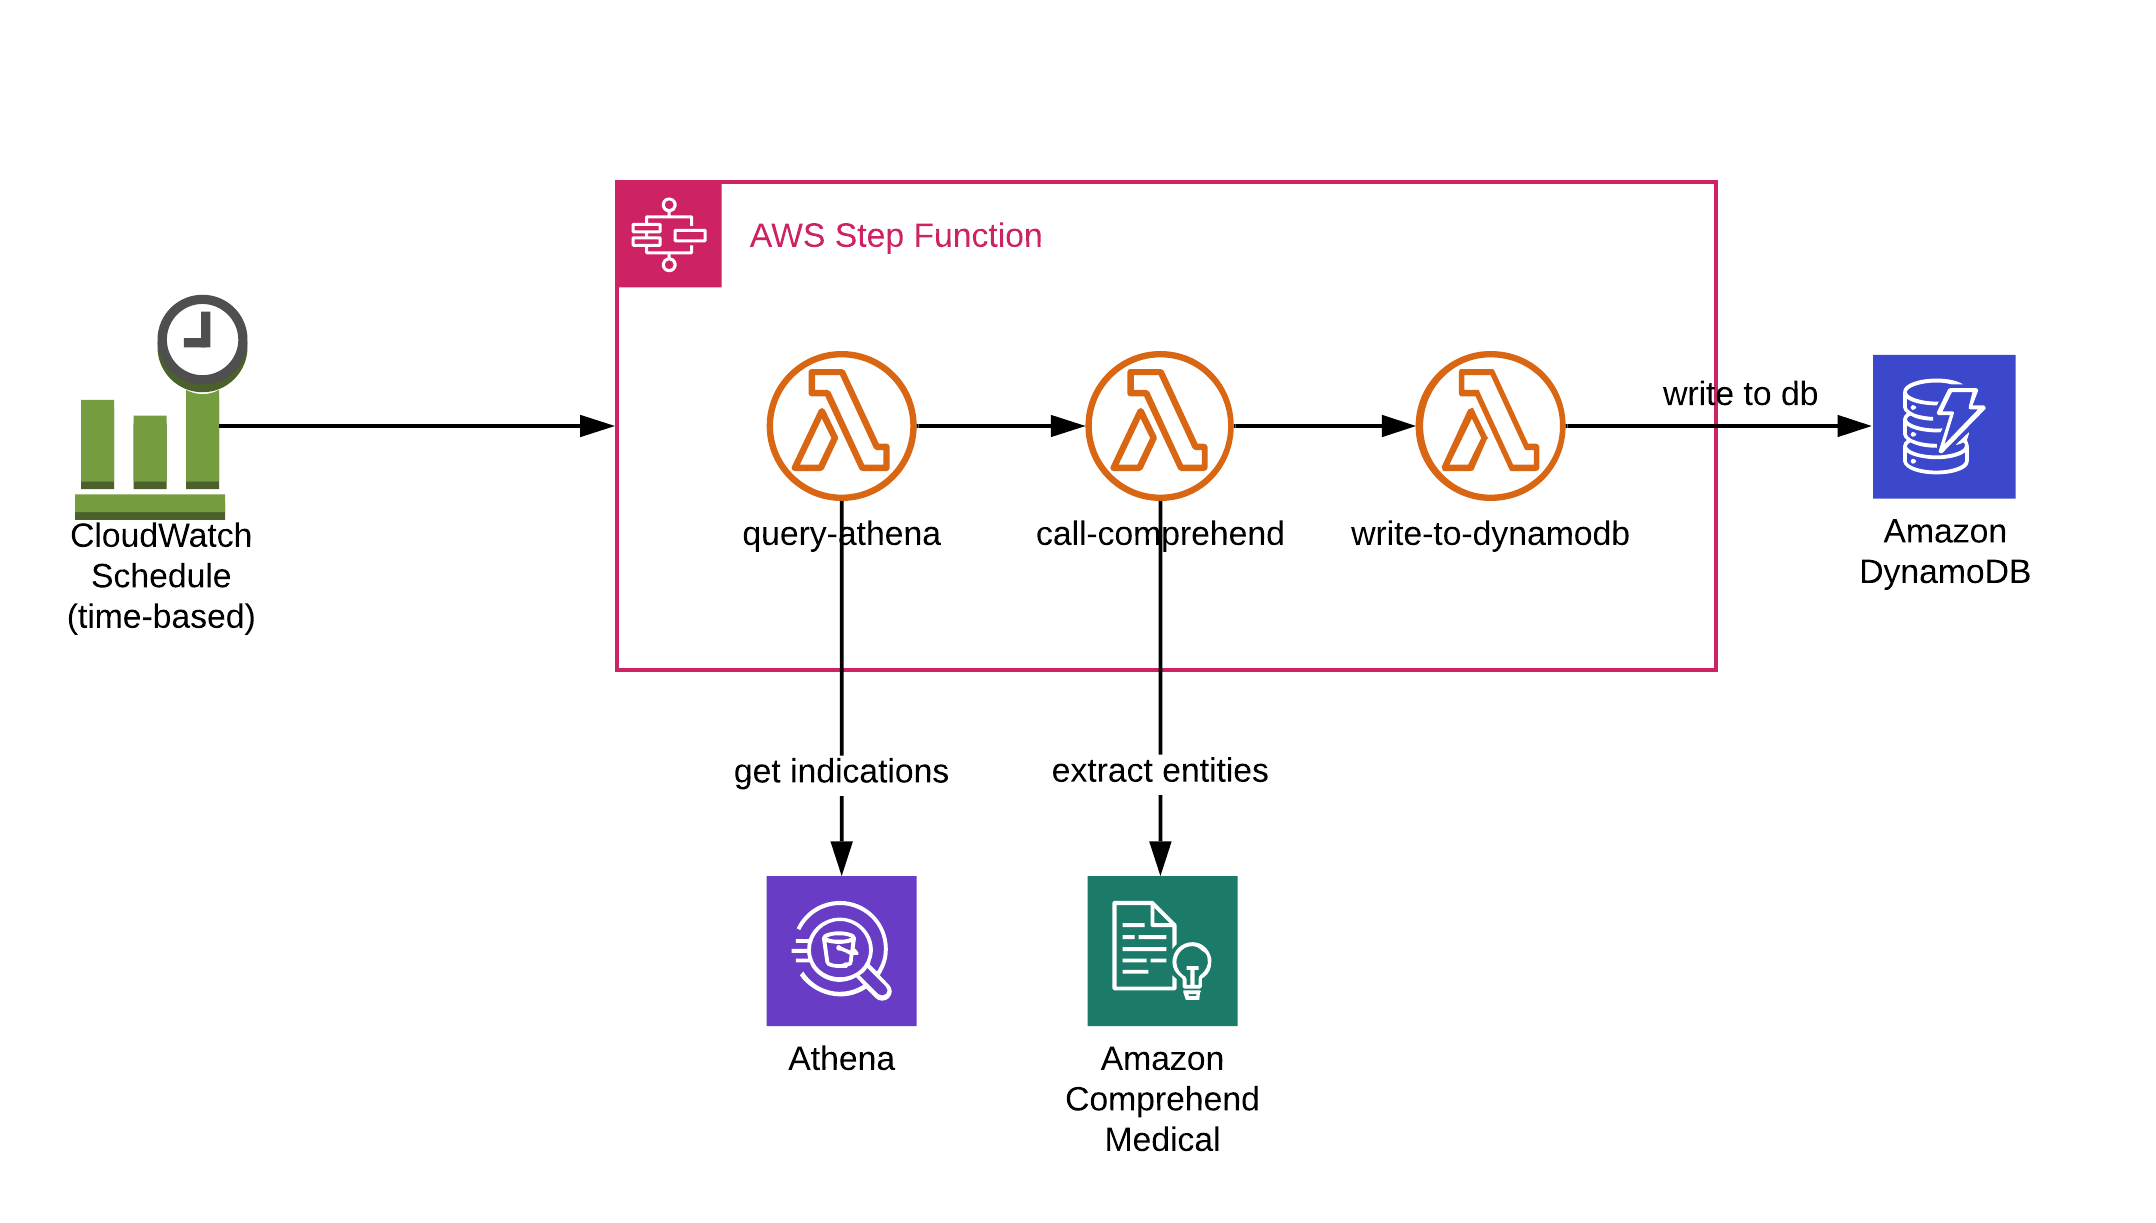 AWS Step Function
write to db
CloudWatch
Schedule
(time-based)
query-athena
call-comprehend
write-to-dynamodb
Amazon
DynamoDB
get indications
extract entities
Athena
Amazon
Comprehend
Medical